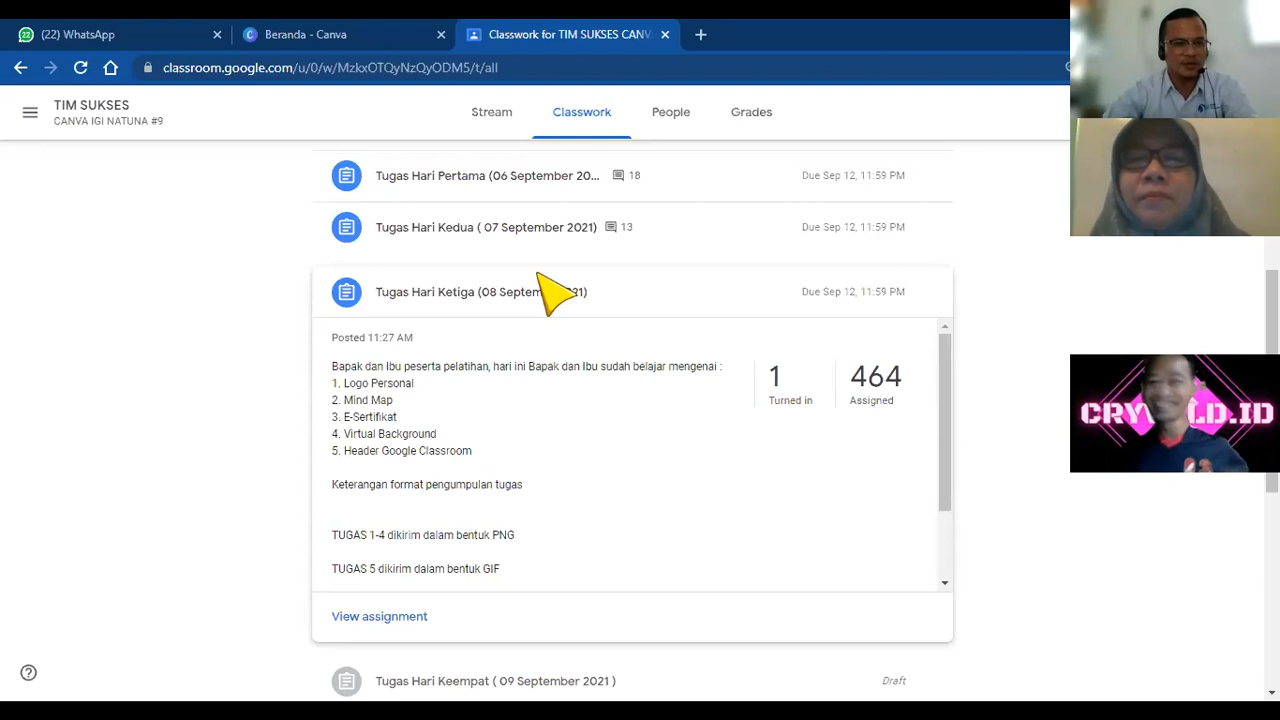 (22) WhatsApp
Beranda - Canva
Classwork for TIM SUKSES CANV
classroom.google.com/u/0/w/MzkxOTQyNzQyODM5/t/all
TIM SUKSES
CANVA IGI NATUNA #9
Stream
Classwork
People
Grades
Tugas Hari Pertama (06 September 20... 18
Due Sep 12, 11:59 PM
Tugas Hari Kedua ( 07 September 2021) 13
Due Sep 12, 11:59 PM
Tugas Hari Ketiga (08 Septem 21)
Due Sep 12, 11:59 PM
Posted 11:27 AM
Bapak dan Ibu peserta pelatihan, hari ini Bapak dan Ibu sudah belajar mengenai :
1. Logo Personal
2. Mind Map
3. E-Sertifikat
4. Virtual Background
5. Header Google Classroom
Keterangan format pengumpulan tugas
TUGAS 1-4 dikirim dalam bentuk PNG
TUGAS 5 dikirim dalam bentuk GIF
1
Turned in
464
Assigned
View assignment
Tugas Hari Keempat ( 09 September 2021 )
Draft